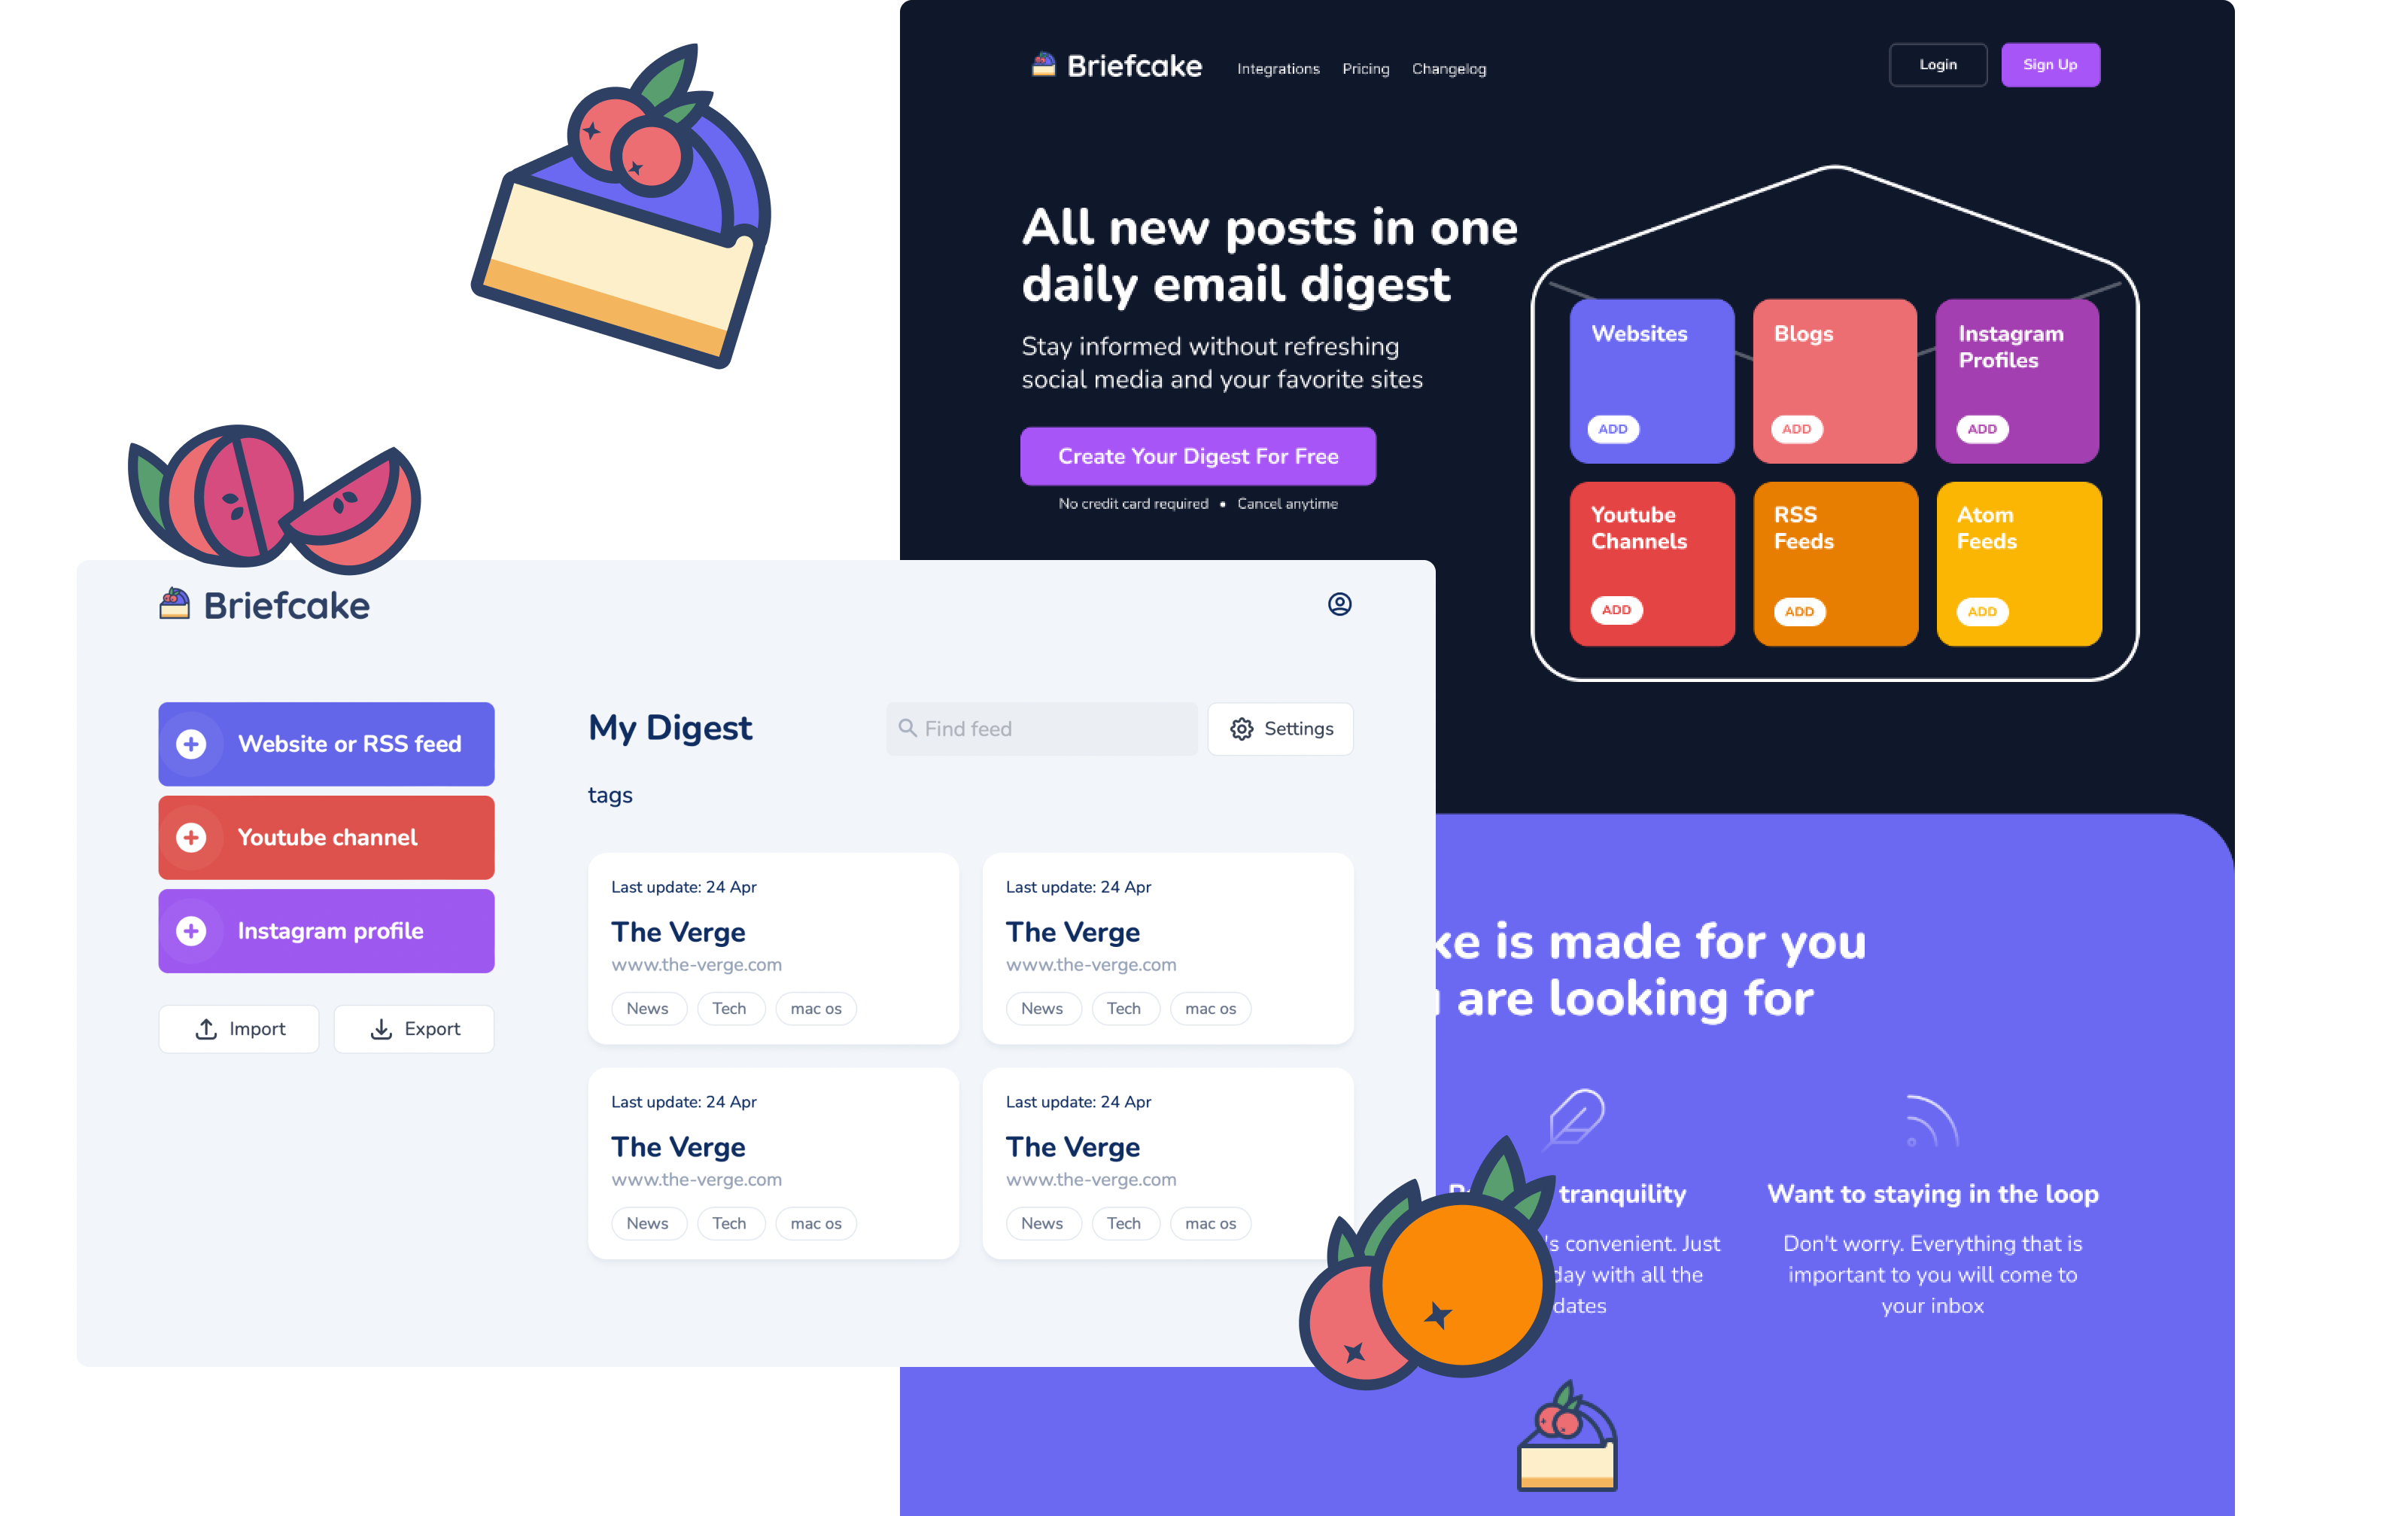 Briefcake
Integrations
Pricing
Changelog
Login
Sign Up
All new posts in one
daily email digest
Stay informed without refreshing
social media and your favorite sites
Create Your Digest For Free
No credit card required • Cancel anytime
Websites
ADD
Blogs
ADD
Instagram
Profiles
ADD
Youtube
Channels
ADD
RSS
Feeds
ADD
Atom
Feeds
ADD
Briefcake
Website or RSS feed
Youtube channel
Instagram profile
Import
Export
My Digest
Find feed
Settings
tags
Last update: 24 Apr
The Verge
www.the-verge.com
News
Tech
mac os
Last update: 24 Apr
The Verge
www.the-verge.com
News
Tech
mac os
Last update: 24 Apr
The Verge
www.the-verge.com
News
Tech
mac os
Last update: 24 Apr
The Verge
www.the-verge.com
News
Tech
mac os
is made for you
are looking for
tranquility
convenient. Just
day with all the
Want to staying in the loop
Don't worry. Everything that is
important to you will come to
your inbox